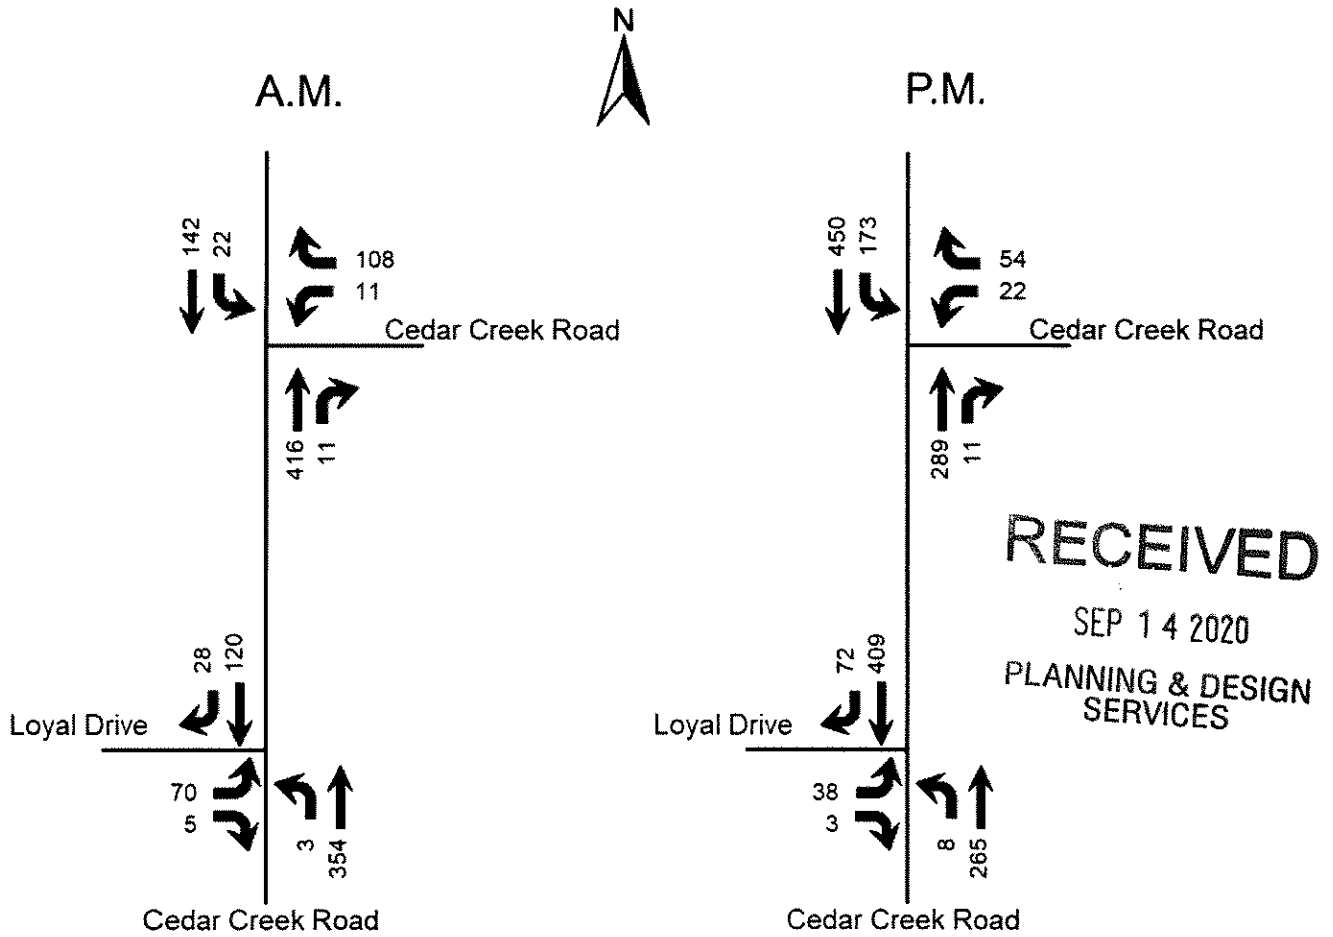 N
A.M.
P.M.
142
22
108
11
Cedar Creek Road
416
11
28
120
Loyal Drive
70
5
3
354
Cedar Creek Road
450
173
54
22
Cedar Creek Road
289
11
72
409
Loyal Drive
38
3
8
265
Cedar Creek Road
RECEIVED
SEP 14 2020
PLANNING & DESIGN
SERVICES